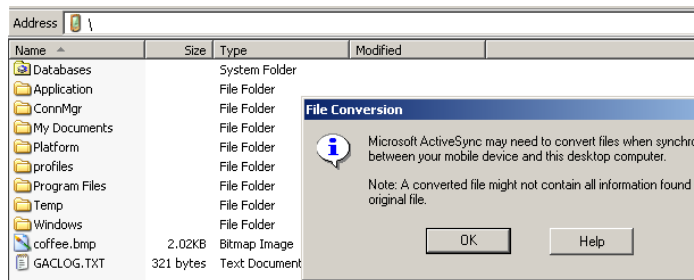 Address \
Name Size Type Modified
Databases System Folder
Application File Folder
ConnMgr File Folder
My Documents File Folder
Platform File Folder
profiles File Folder
Program Files File Folder
Temp File Folder
Windows File Folder
coffee.bmp 2.02KB Bitmap Image
GACLOG.TXT 321 bytes Text Document
File Conversion
Microsoft ActiveSync may need to convert files when synchro
between your mobile device and this desktop computer.
Note: A converted file might not contain all information found
original file.
OK Help